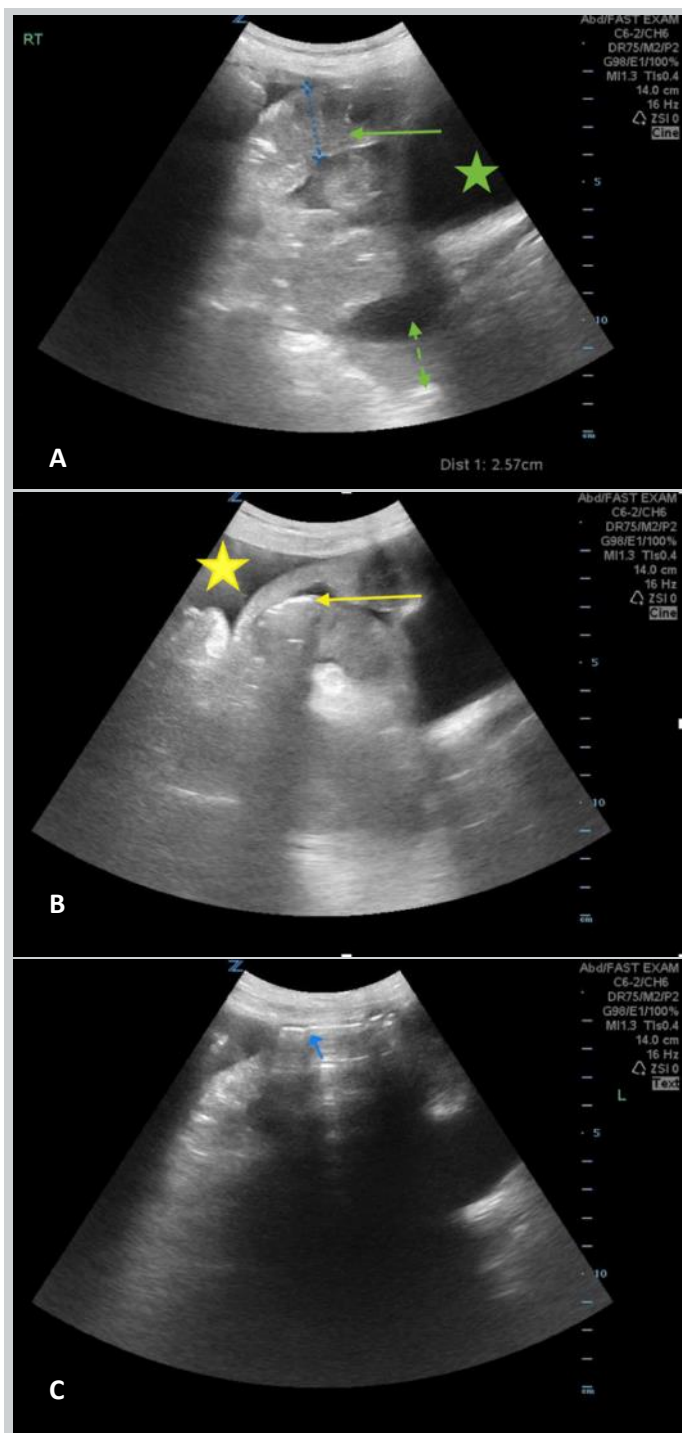 Z
RT
Abd/FAST EXAM
C6-2/CH6
DR75/M2/P2
G98/E1/100%
MI1.3 TIs0.4
14.0 cm
16 Hz
ZSI 0
Cine
5
10
cm
A
Dist 1: 2.57cm
Z
Abd/FAST EXAM
C6-2/CH6
DR75/M2/P2
G98/E1/100%
MI1.3 TIs0.4
14.0 cm
16 Hz
ZSI 0
Cine
5
10
B
cm
Z
Abd/FAST EXAM
C6-2/CH6
DR75/M2/P2
G98/E1/100%
MI1.3 TIs0.4
14.0 cm
16 Hz
ZSI 0
Text
L
5
10
C
cm